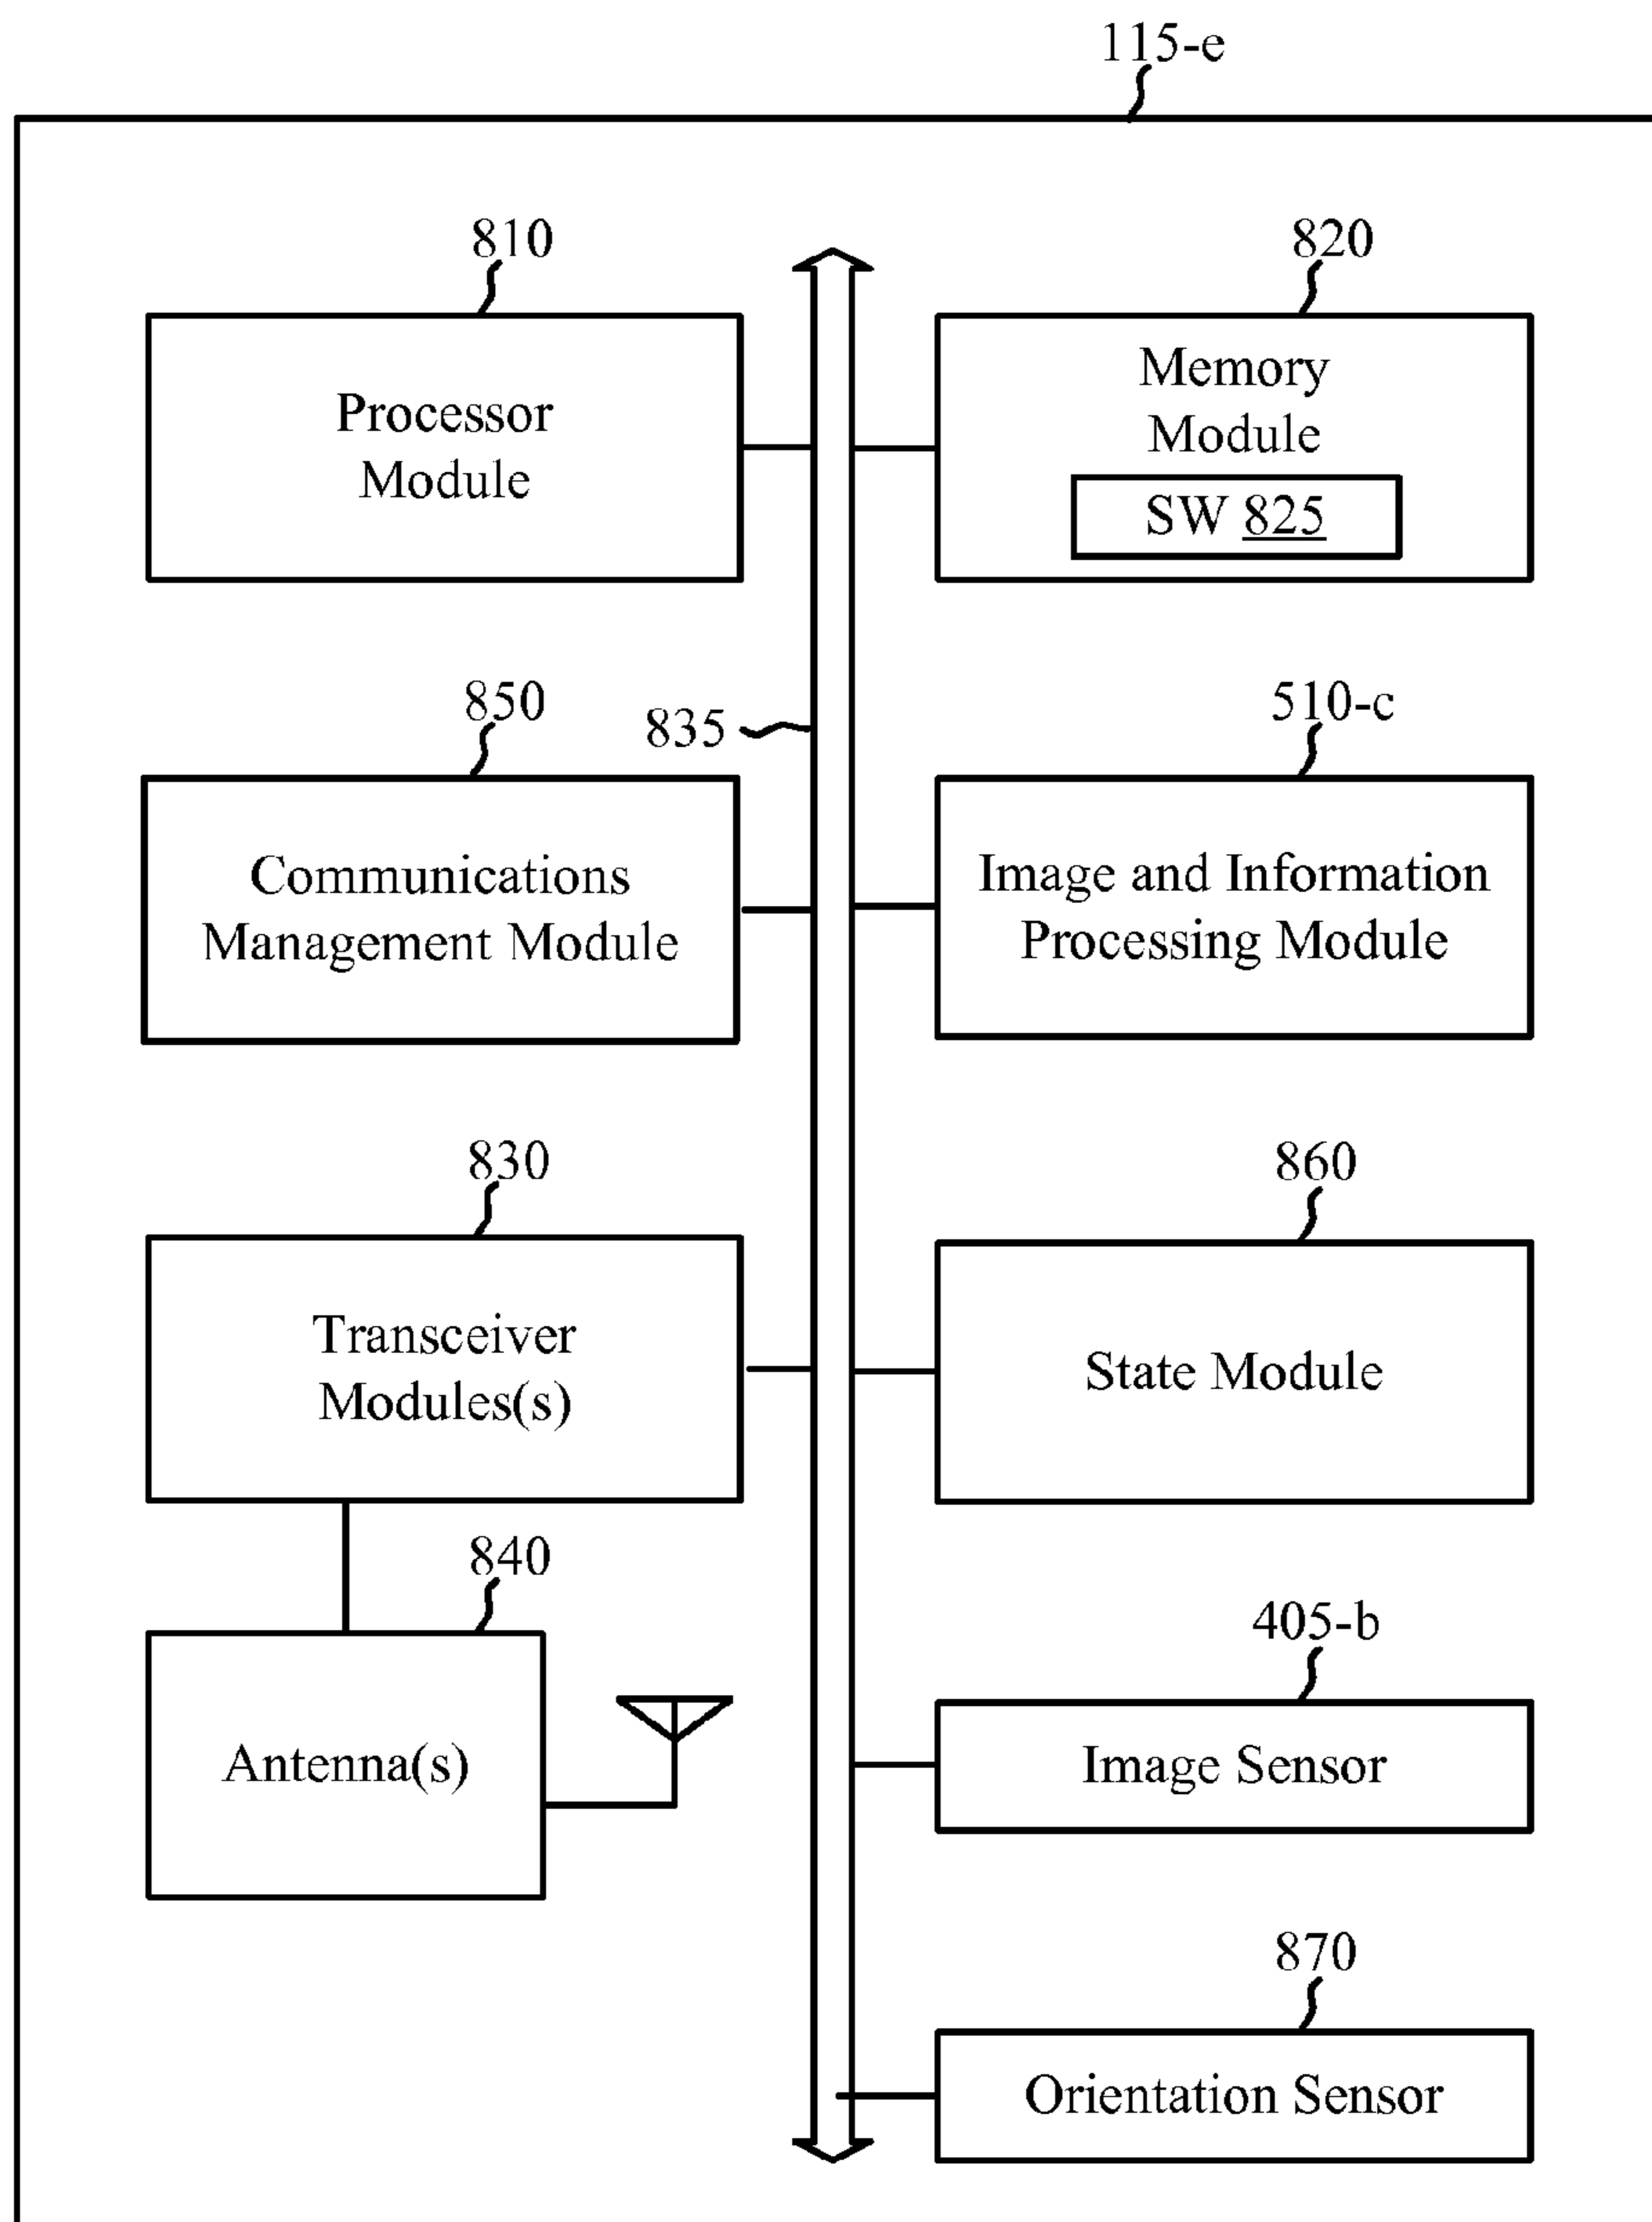 115-e
810
820
Processor
Module
Memory
Module
SW 825
850
835
510-c
Communications
Management Module
Image and Information
Processing Module
830
860
Transceiver
Modules(s)
State Module
840
405-b
Antenna(s)
Image Sensor
870
Orientation Sensor